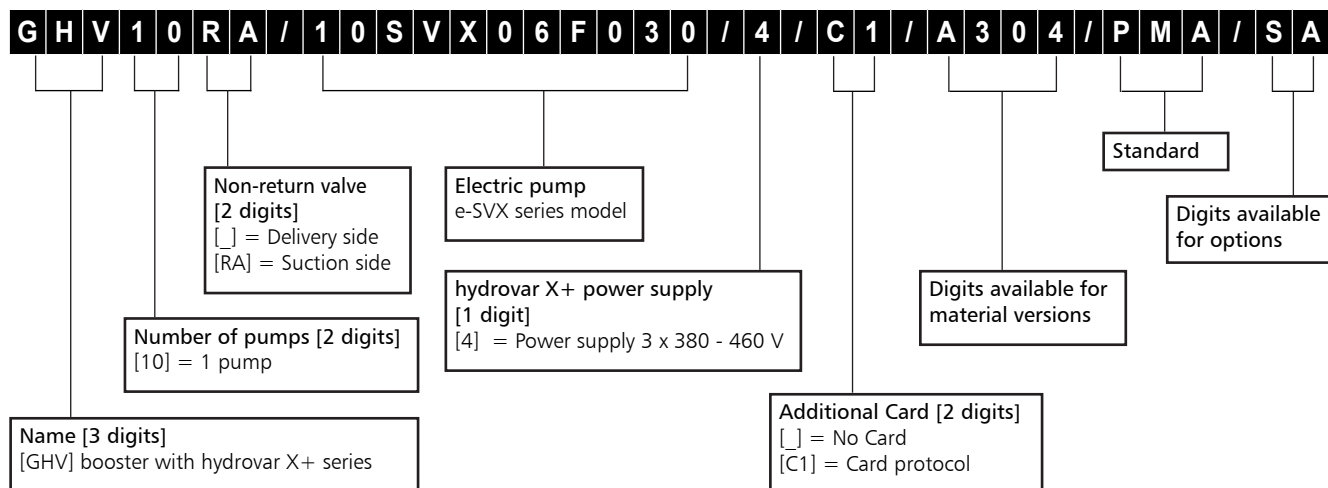 GHV10RA/10SVX06F030/4/C1/A304/PMA/SA
Standard
Non-return valve
[2 digits]
[_] = Delivery side
[RA] = Suction side
Electric pump
e-SVX series model
Digits available
for options
hydrovar X+ power supply
[1 digit]
[4] = Power supply 3 x 380 - 460 V
Digits available for
material versions
Number of pumps [2 digits]
[10] = 1 pump
Additional Card [2 digits]
[_] = No Card
[C1] = Card protocol
Name [3 digits]
[GHV] booster with hydrovar X+ series